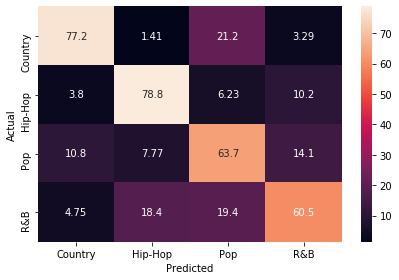 Country 77.2 1.41 21.2 3.29
Hip-Hop 3.8 78.8 6.23 10.2
Pop 10.8 7.77 63.7 14.1
R&B 4.75 18.4 19.4 60.5
Country Hip-Hop Pop R&B
Predicted
Actual
70
60
50
40
30
20
10